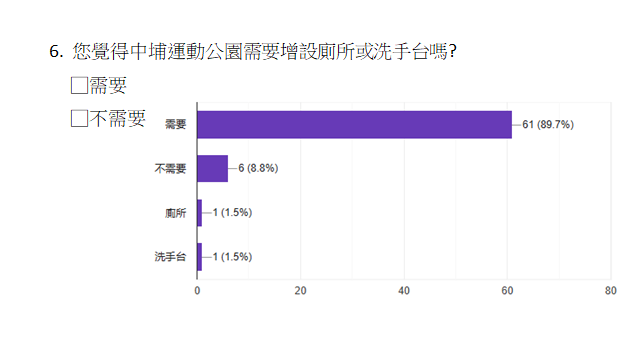 6. 您覺得中埔運動公園需要增設廁所或洗手台嗎?
□需要
□不需要
需要 61 (89.7%)
不需要 6 (8.8%)
廁所 1 (1.5%)
洗手台 1 (1.5%)
0 20 40 60 80